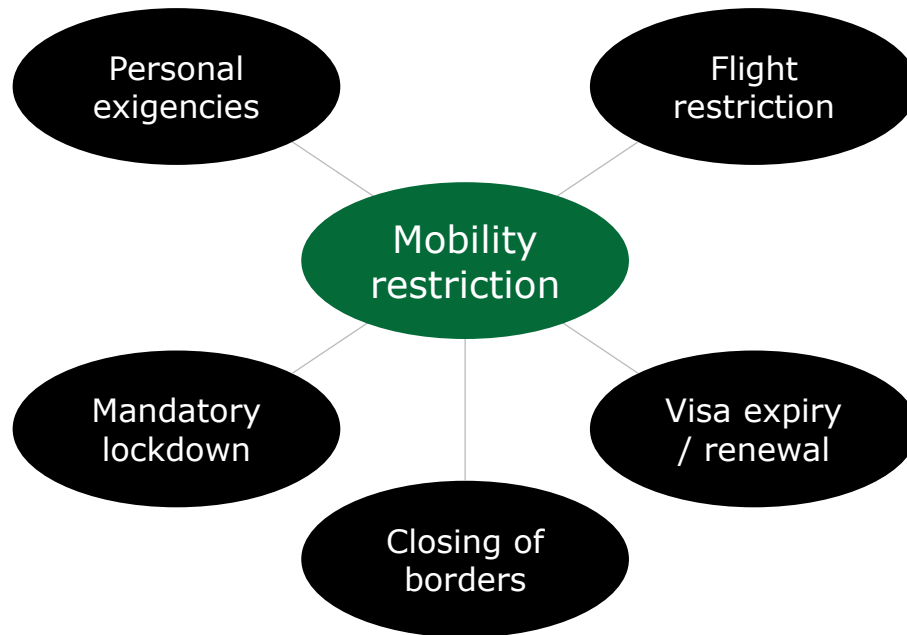 Personal
exigencies
Flight
restriction
Mobility
restriction
Mandatory
lockdown
Visa expiry
/ renewal
Closing of
borders